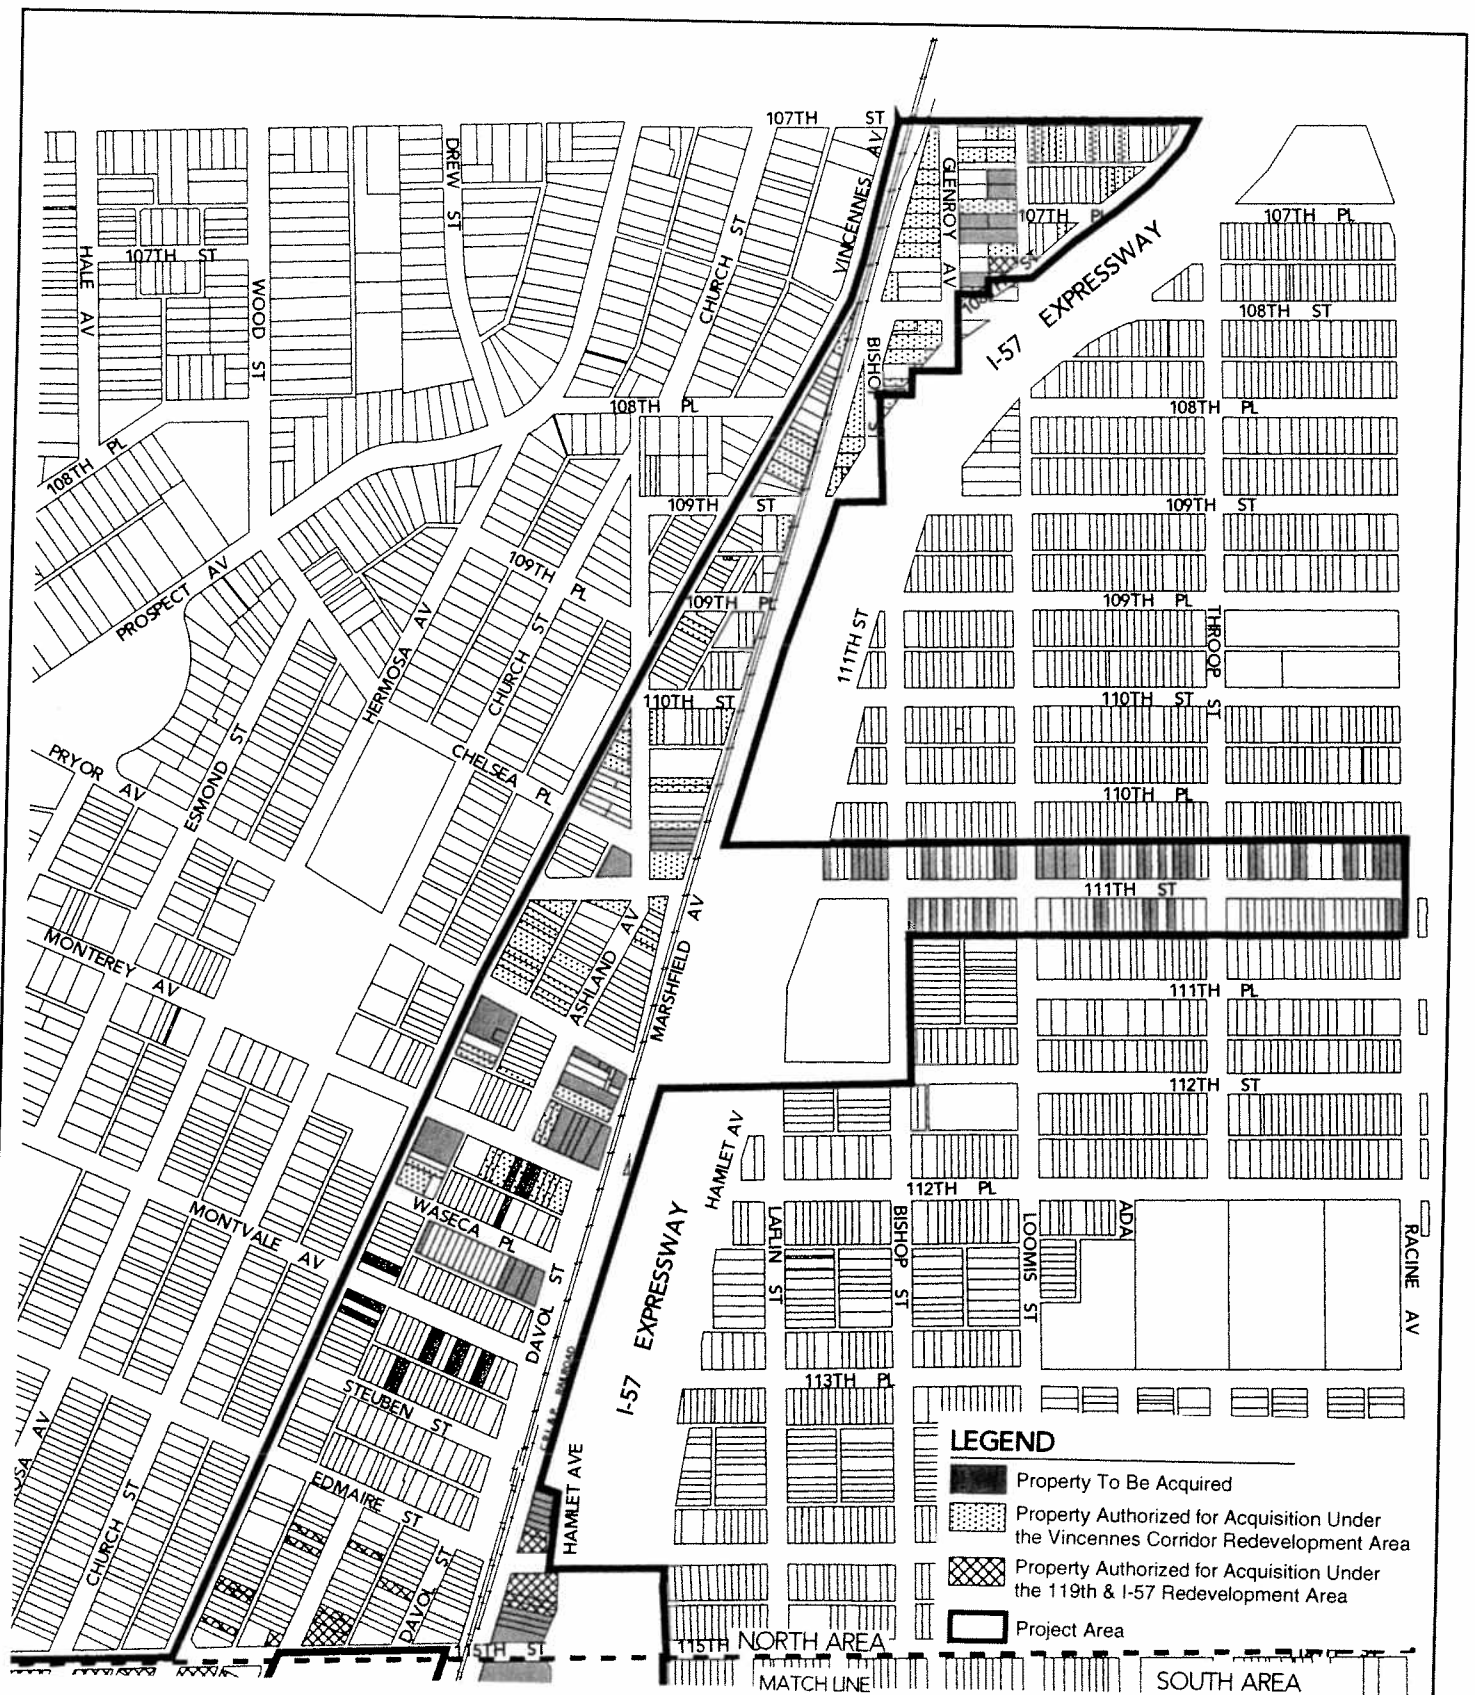 107TH ST
DREW ST
VINCENNES AV
GLENROY AV
107TH PL
107TH PL
HALE AV
107TH ST
WOOD ST
CHURCH ST
I-57 EXPRESSWAY
108TH ST
BISHOP ST
108TH PL
108TH PL
108TH PL
PROSPECT AV
109TH ST
109TH ST
109TH PL
HERMOSA AV
CHURCH ST
109TH PL
109TH PL
THROOP ST
111TH ST
110TH ST
110TH ST
PRYOR AV
ESMOND ST
CHELSEA PL
110TH PL
111TH ST
MONTEREY AV
ASHLAND AV
MARSHFIELD AV
111TH PL
112TH ST
HAMLET AV
112TH PL
MONTVALE AV
WASECA PL
DAVOL ST
I-57 EXPRESSWAY
LAFLIN ST
BISHOP ST
LOOMIS ST
ADA
RACINE AV
113TH PL
STEUBEN ST
C.R.I.& P. RAILROAD
EDMAIRE ST
HAMLET AVE
OSA AV
CHURCH ST
DAVOL ST
LEGEND
Property To Be Acquired
Property Authorized for Acquisition Under
the Vincennes Corridor Redevelopment Area
Property Authorized for Acquisition Under
the 119th & I-57 Redevelopment Area
Project Area
115TH ST
115TH
NORTH AREA
MATCH LINE
SOUTH AREA